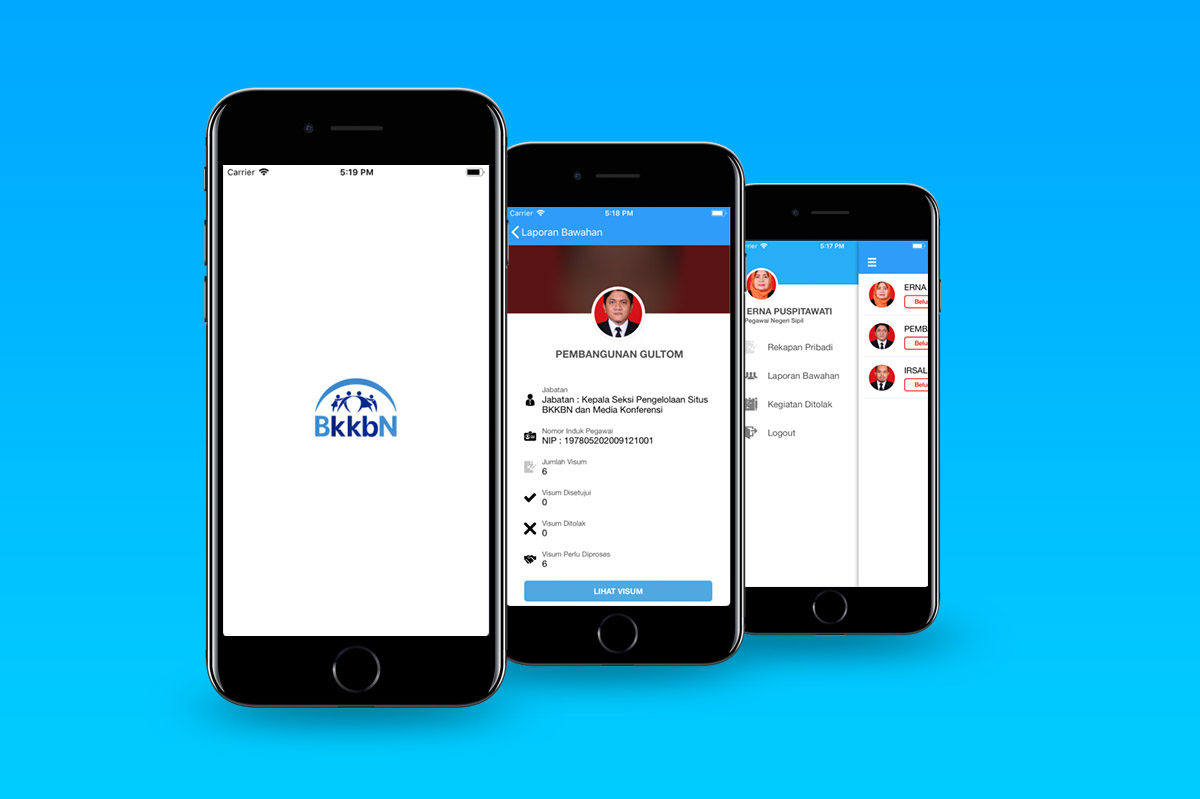 Carrier
5:19 PM
BkkbN
Carrier
5:18 PM
Laporan Bawahan
PEMBANGUNAN GULTOM
Jabatan
Jabatan : Kepala Seksi Pengelolaan Situs
BKKBN dan Media Konferensi
Nomor Induk Pegawai
NIP : 197805202009121001
Jumlah Visum
6
Visum Disetujui
0
Visum Ditolak
0
Visum Perlu Diproses
6
LIHAT VISUM
rrier
5:17 PM
ERNA PUSPITAWATI
Pegawai Negeri Sipil
Rekapan Pribadi
Laporan Bawahan
Kegiatan Ditolak
Logout
ERNA
Belu
PEMB
Belu
IRSAL
Belu